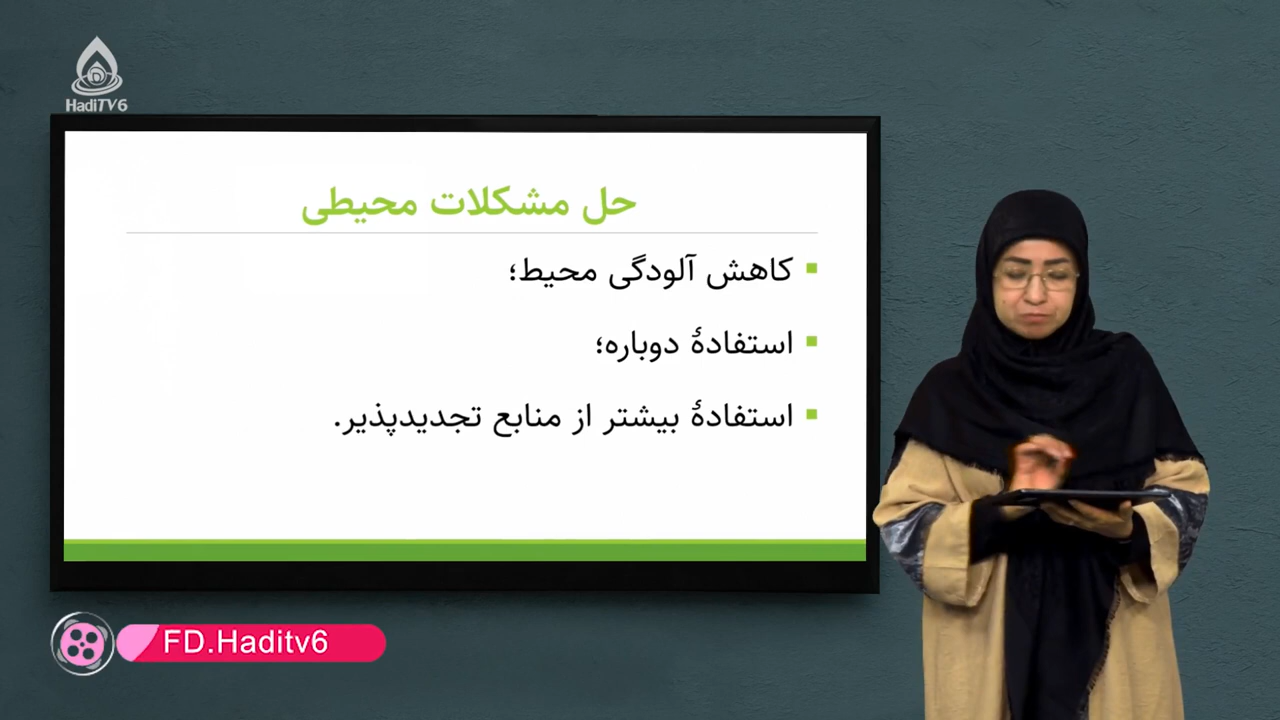 HadiTV6
حل مشکلات محیطی
کاهش آلودگی محیط؛
استفادهٔ دوباره؛
استفادهٔ بیشتر از منابع تجدیدپذیر.
FD.Haditv6